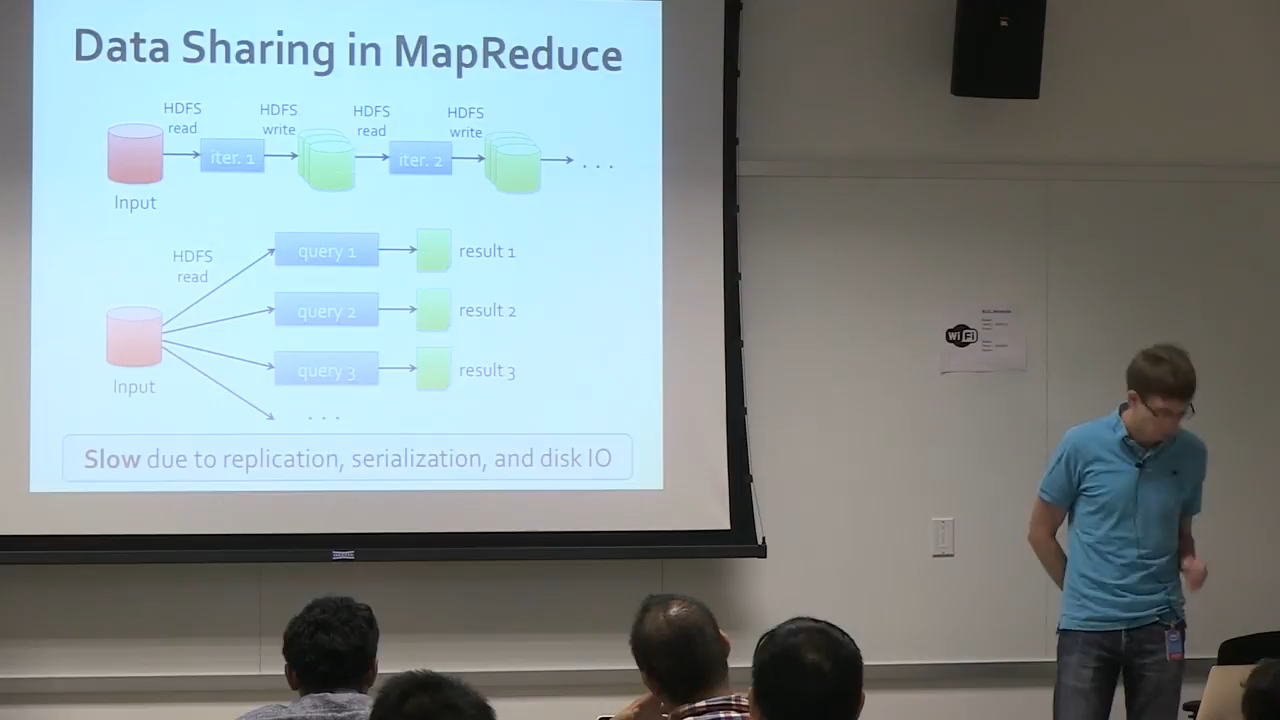 Data Sharing in MapReduce
HDFS read
HDFS write
HDFS read
HDFS write
iter. 1
iter. 2
. . .
Input
HDFS read
query 1
result 1
query 2
result 2
query 3
result 3
Input
. . .
Slow due to replication, serialization, and disk IO
WiFi